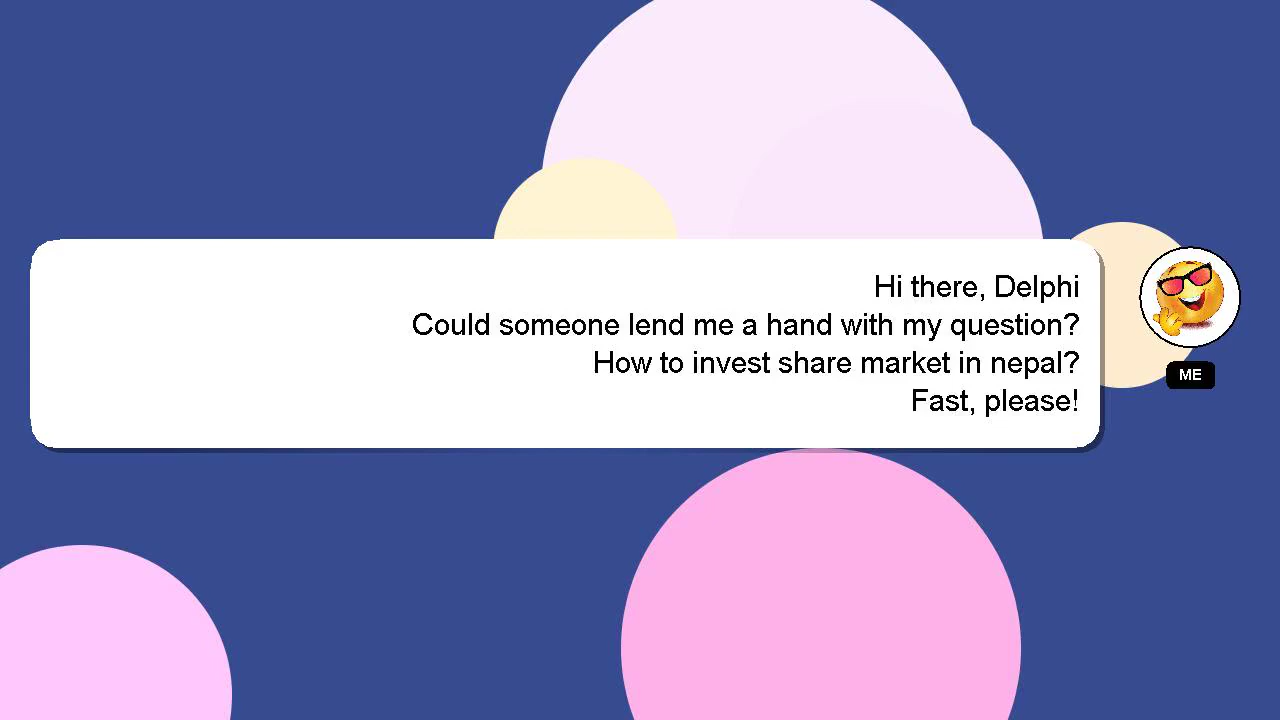 Hi there, Delphi
Could someone lend me a hand with my question?
How to invest share market in nepal?
Fast, please!
ME